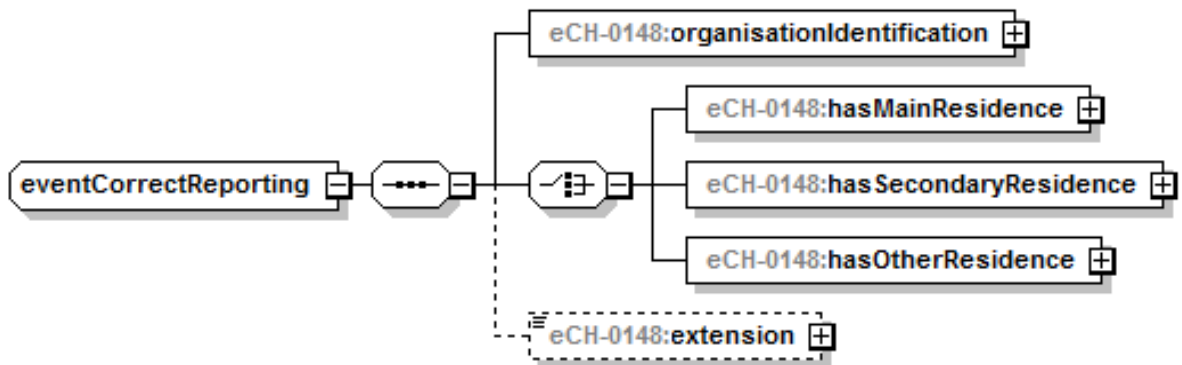 eCH-0148:organisationIdentification
eCH-0148:hasMainResidence
eventCorrectReporting
eCH-0148:hasSecondaryResidence
eCH-0148:hasOtherResidence
eCH-0148:extension